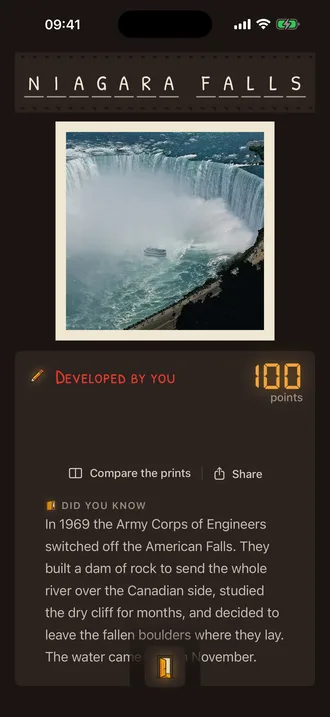 09:41
NIAGARA FALLS
DEVELOPED BY YOU
100
points
Compare the prints
Share
DID YOU KNOW
In 1969 the Army Corps of Engineers
switched off the American Falls. They
built a dam of rock to send the whole
river over the Canadian side, studied
the dry cliff for months, and decided to
leave the fallen boulders where they lay.
The water came November.